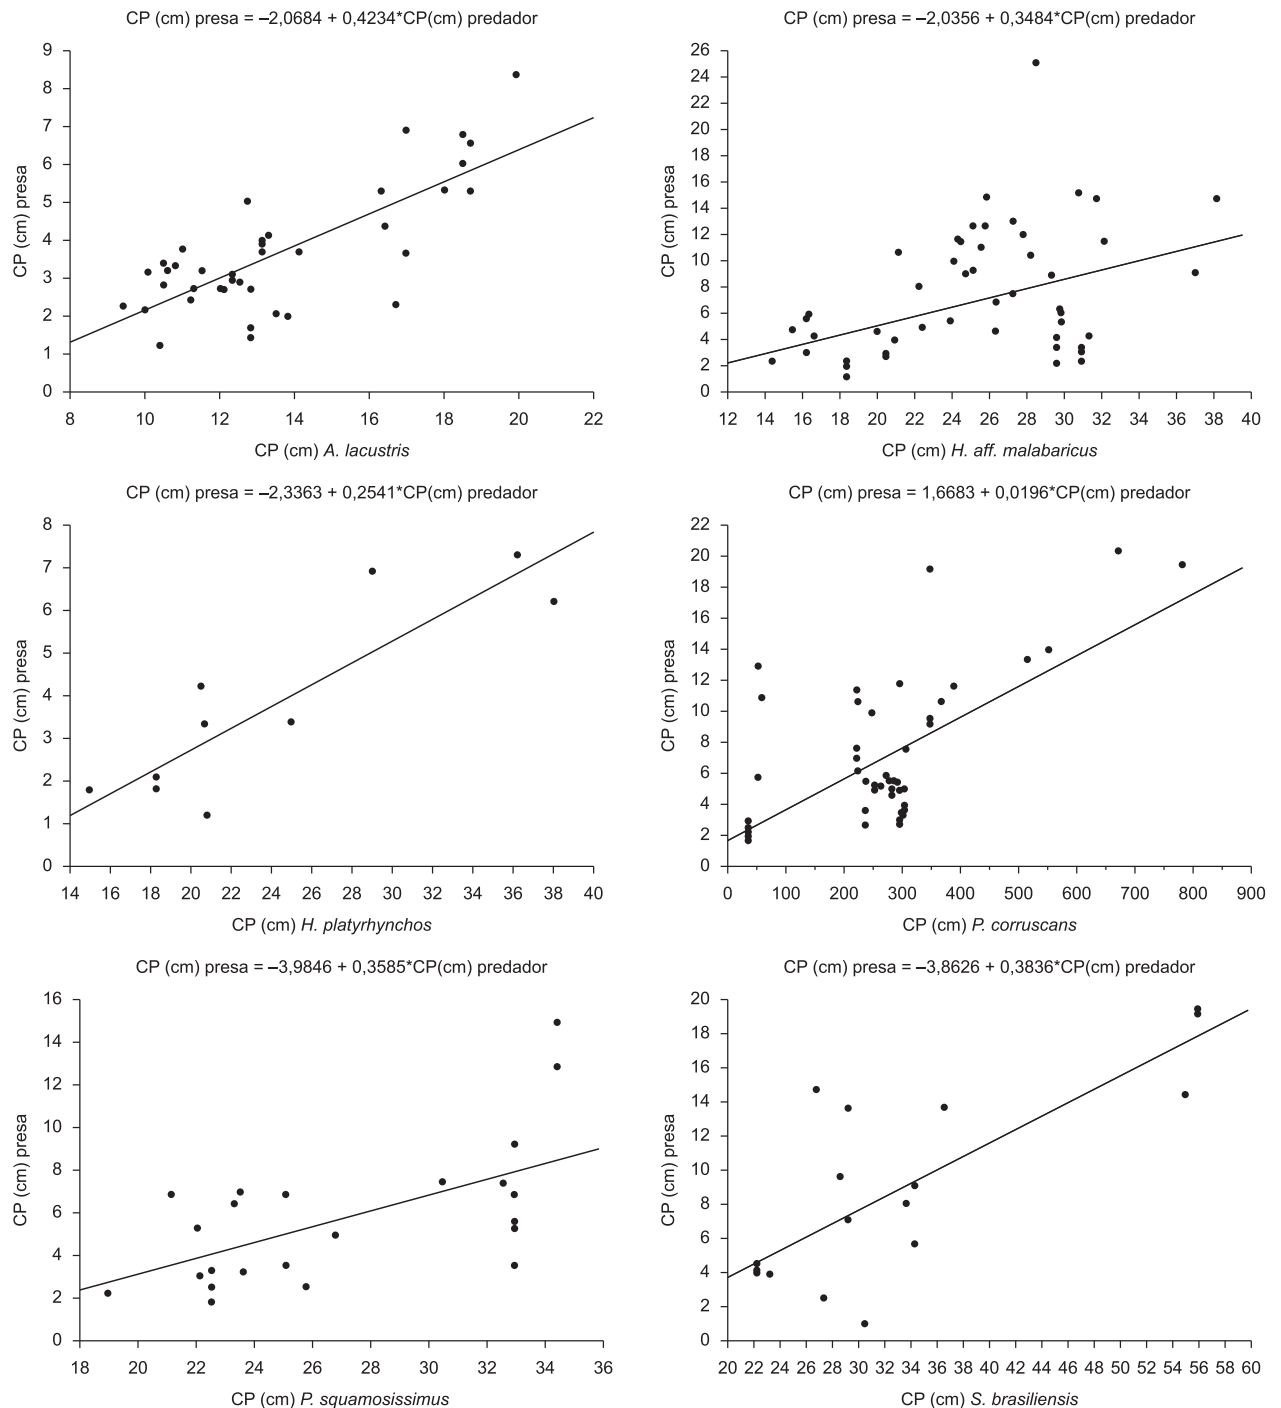 CP (cm) presa = –2,0684 + 0,4234*CP(cm) predador
9
8
7
6
5
4
3
2
1
0
CP (cm) presa
8 10 12 14 16 18 20 22
CP (cm) A. lacustris
CP (cm) presa = –2,0356 + 0,3484*CP(cm) predador
26
24
22
20
18
16
14
12
10
8
6
4
2
0
CP (cm) presa
12 14 16 18 20 22 24 26 28 30 32 34 36 38 40
CP (cm) H. aff. malabaricus
CP (cm) presa = –2,3363 + 0,2541*CP(cm) predador
8
7
6
5
4
3
2
1
0
CP (cm) presa
14 16 18 20 22 24 26 28 30 32 34 36 38 40
CP (cm) H. platyrhynchos
CP (cm) presa = 1,6683 + 0,0196*CP(cm) predador
22
20
18
16
14
12
10
8
6
4
2
0
CP (cm) presa
0 100 200 300 400 500 600 700 800 900
CP (cm) P. corruscans
CP (cm) presa = –3,9846 + 0,3585*CP(cm) predador
16
14
12
10
8
6
4
2
0
CP (cm) presa
18 20 22 24 26 28 30 32 34 36
CP (cm) P. squamosissimus
CP (cm) presa = –3,8626 + 0,3836*CP(cm) predador
20
18
16
14
12
10
8
6
4
2
0
CP (cm) presa
20 22 24 26 28 30 32 34 36 38 40 40 44 46 48 50 52 54 56 58 60
CP (cm) S. brasiliensis